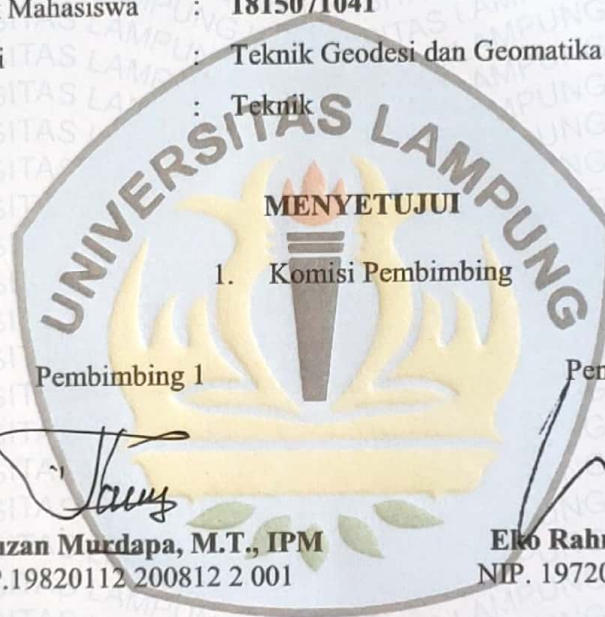 Mahasiswa : 1815071041
: Teknik Geodesi dan Geomatika
: Teknik
UNIVERSITAS LAMPUNG
MENYETUJUI
1. Komisi Pembimbing
Pembimbing 1
Murdapa, M.T., IPM
Eko
.19820112 200812 2 001
NIP.